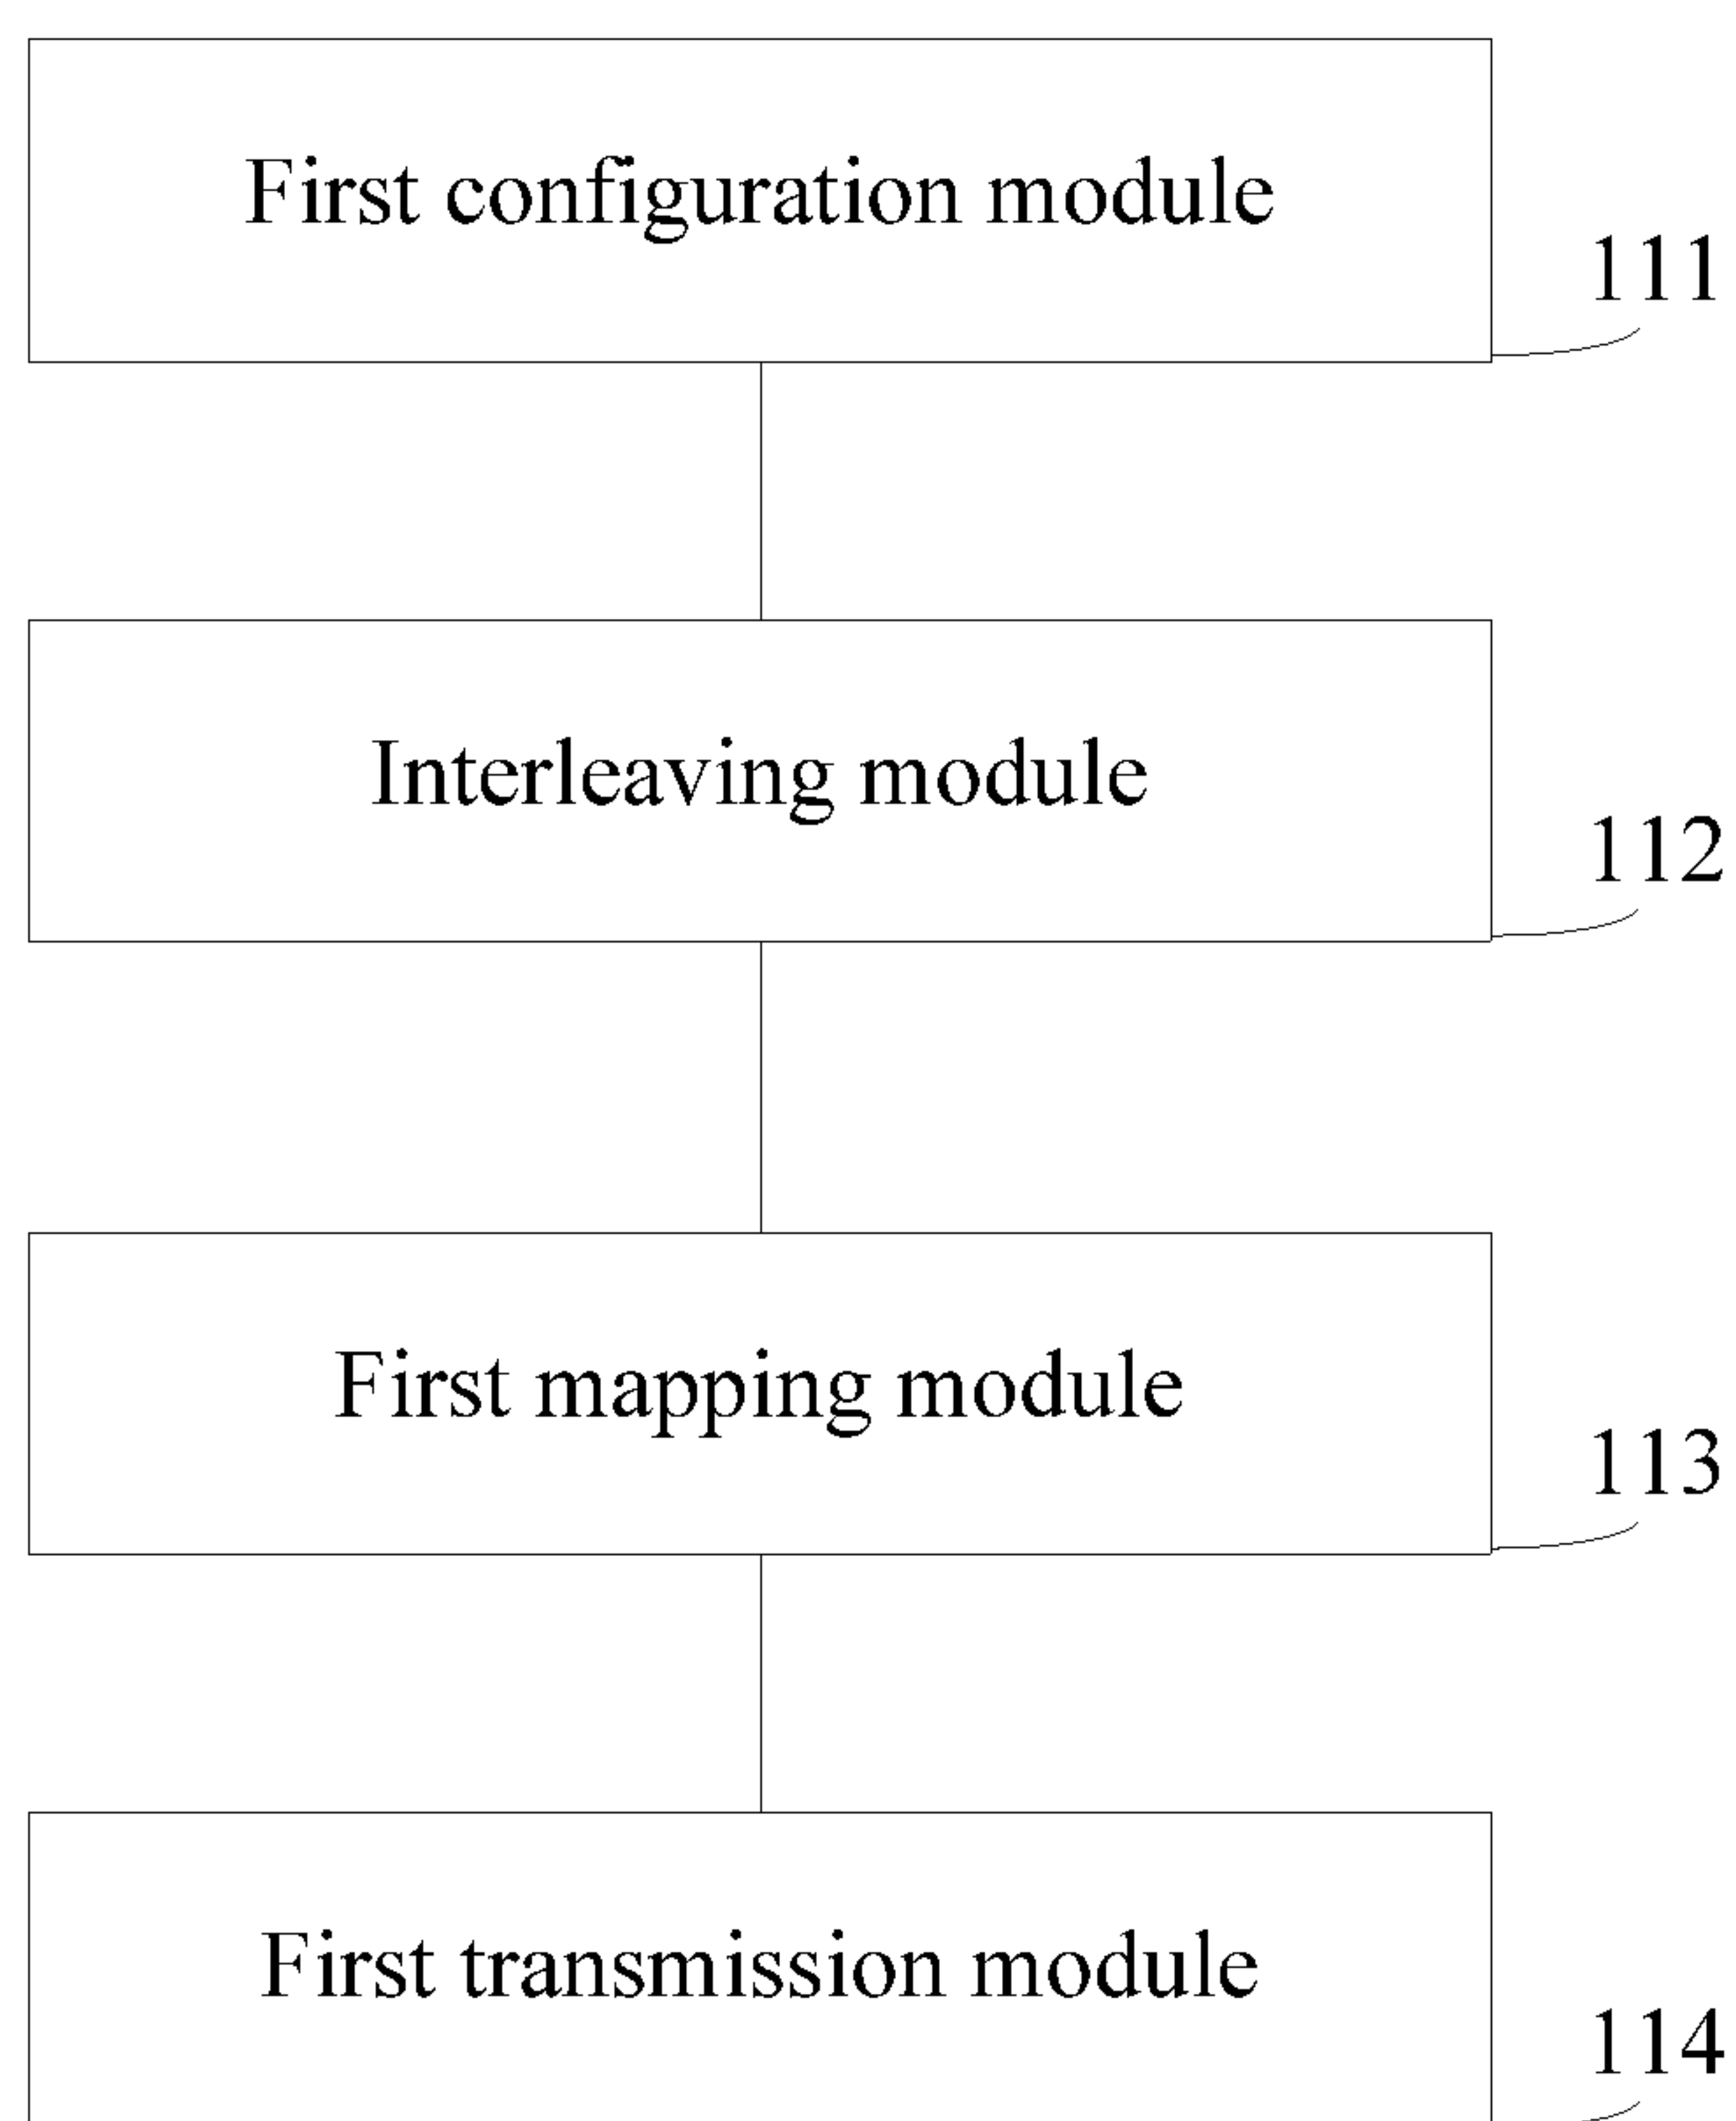 First configuration module
111
Interleaving module
112
First mapping module
113
First transmission module
114